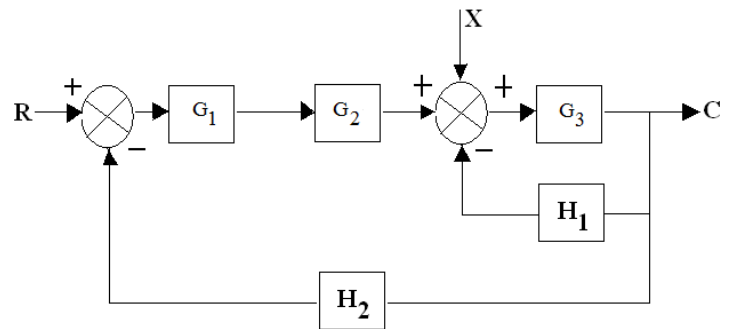 X
+ + +
R G₁ G₂ G₃ C
− −
H₁
H₂